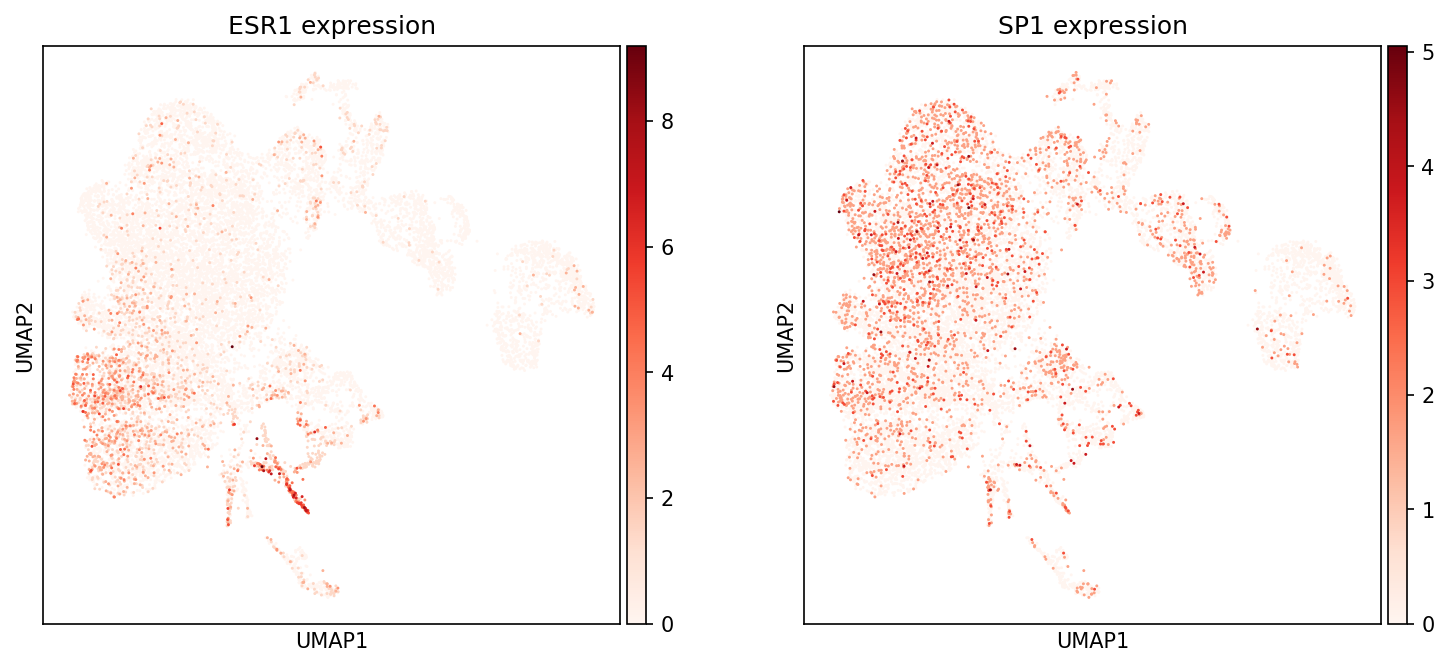 ESR1 expression
UMAP2
UMAP1
8
6
4
2
0
SP1 expression
UMAP2
UMAP1
5
4
3
2
1
0